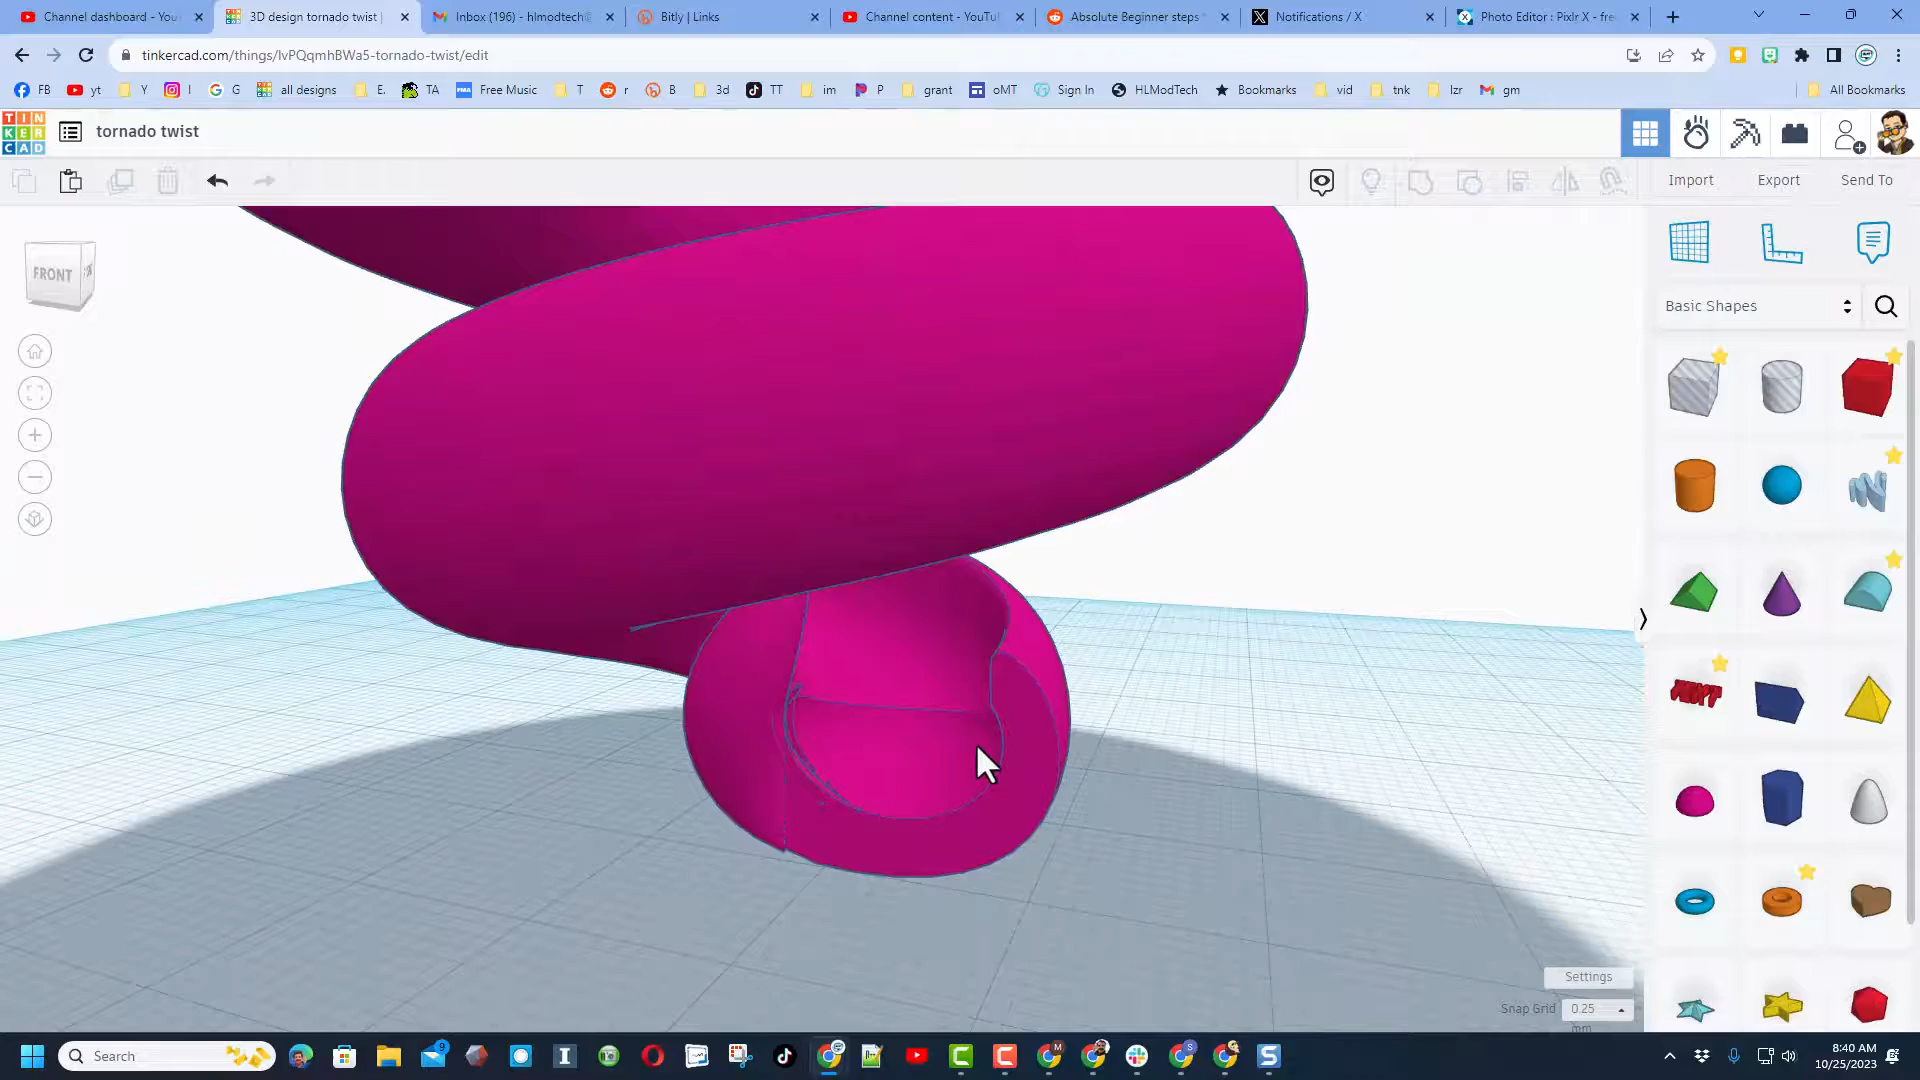 Channel dashboard - You
3D design tornado twist |
Inbox (196) - hlmodtech@
Bitly | Links
Channel content - YouTu
Absolute Beginner steps
Notifications / X
Photo Editor : Pixlr X - fre
tinkercad.com/things/lvPQqmhBWa5-tornado-twist/edit
FB
yt
Y
I
G
all designs
E.
TA
FMA
Free Music
T
r
B
3d
TT
im
P
grant
oMT
Sign In
HLModTech
Bookmarks
vid
tnk
lzr
gm
All Bookmarks
TIN
KER
CAD
tornado twist
Import
Export
Send To
FRONT
Basic Shapes
TEXT
Settings
Snap Grid
0.25
mm
Search
9
M
S
S
8:40 AM
10/25/2023